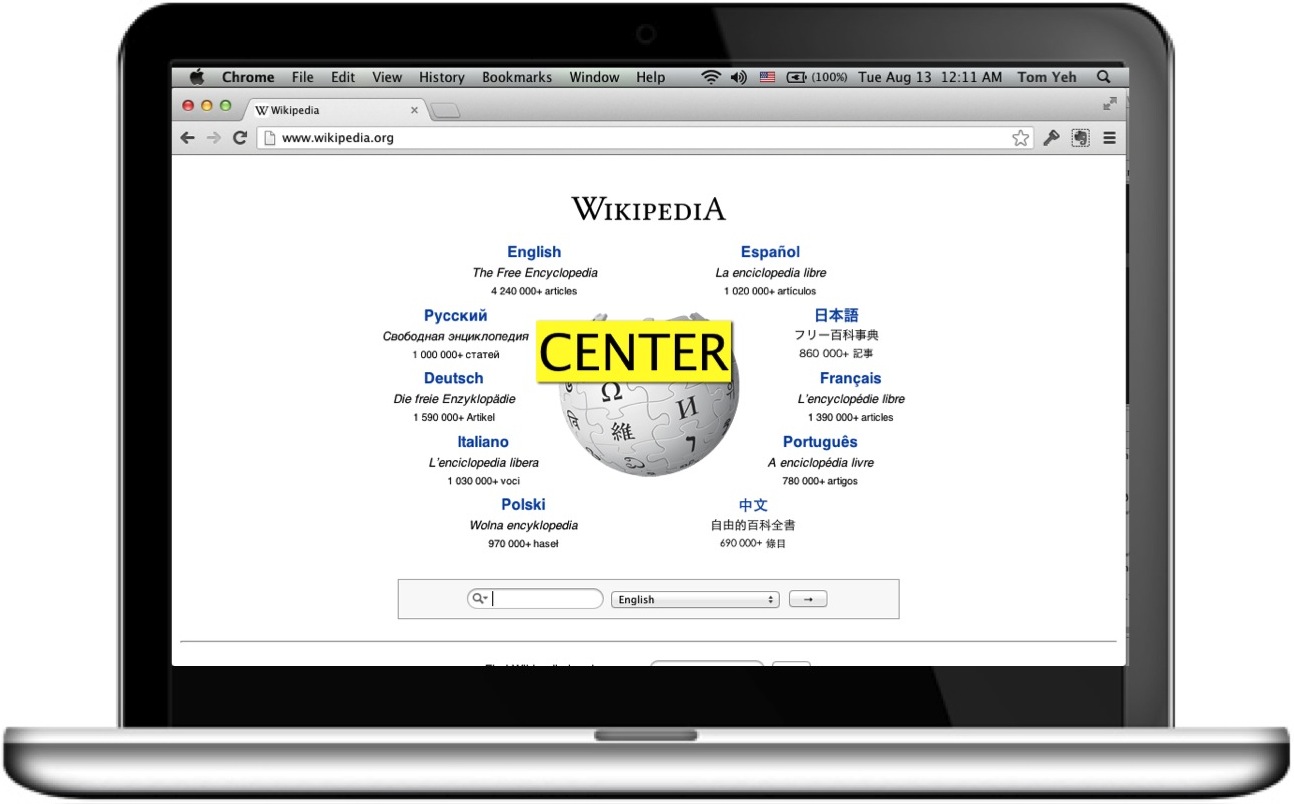 Chrome File Edit View History Bookmarks Window Help (100%) Tue Aug 13 12:11 AM Tom Yeh
Wikipedia
www.wikipedia.org
WIKIPEDIA
English Español
The Free Encyclopedia La enciclopedia libre
4 240 000+ articles 1 020 000+ artículos
Русский 日本語
Свободная энциклопедия フリー百科事典
1 000 000+ статей 860 000+ 記事
CENTER
Deutsch Français
Die freie Enzyklopädie L'encyclopédie libre
1 590 000+ Artikel 1 390 000+ articles
Ω И
維
Italiano Português
L'enciclopedia libera A enciclopédia livre
1 030 000+ voci 780 000+ artigos
Polski 中文
Wolna encyklopedia 自由的百科全書
970 000+ haseł 690 000+ 條目
English →